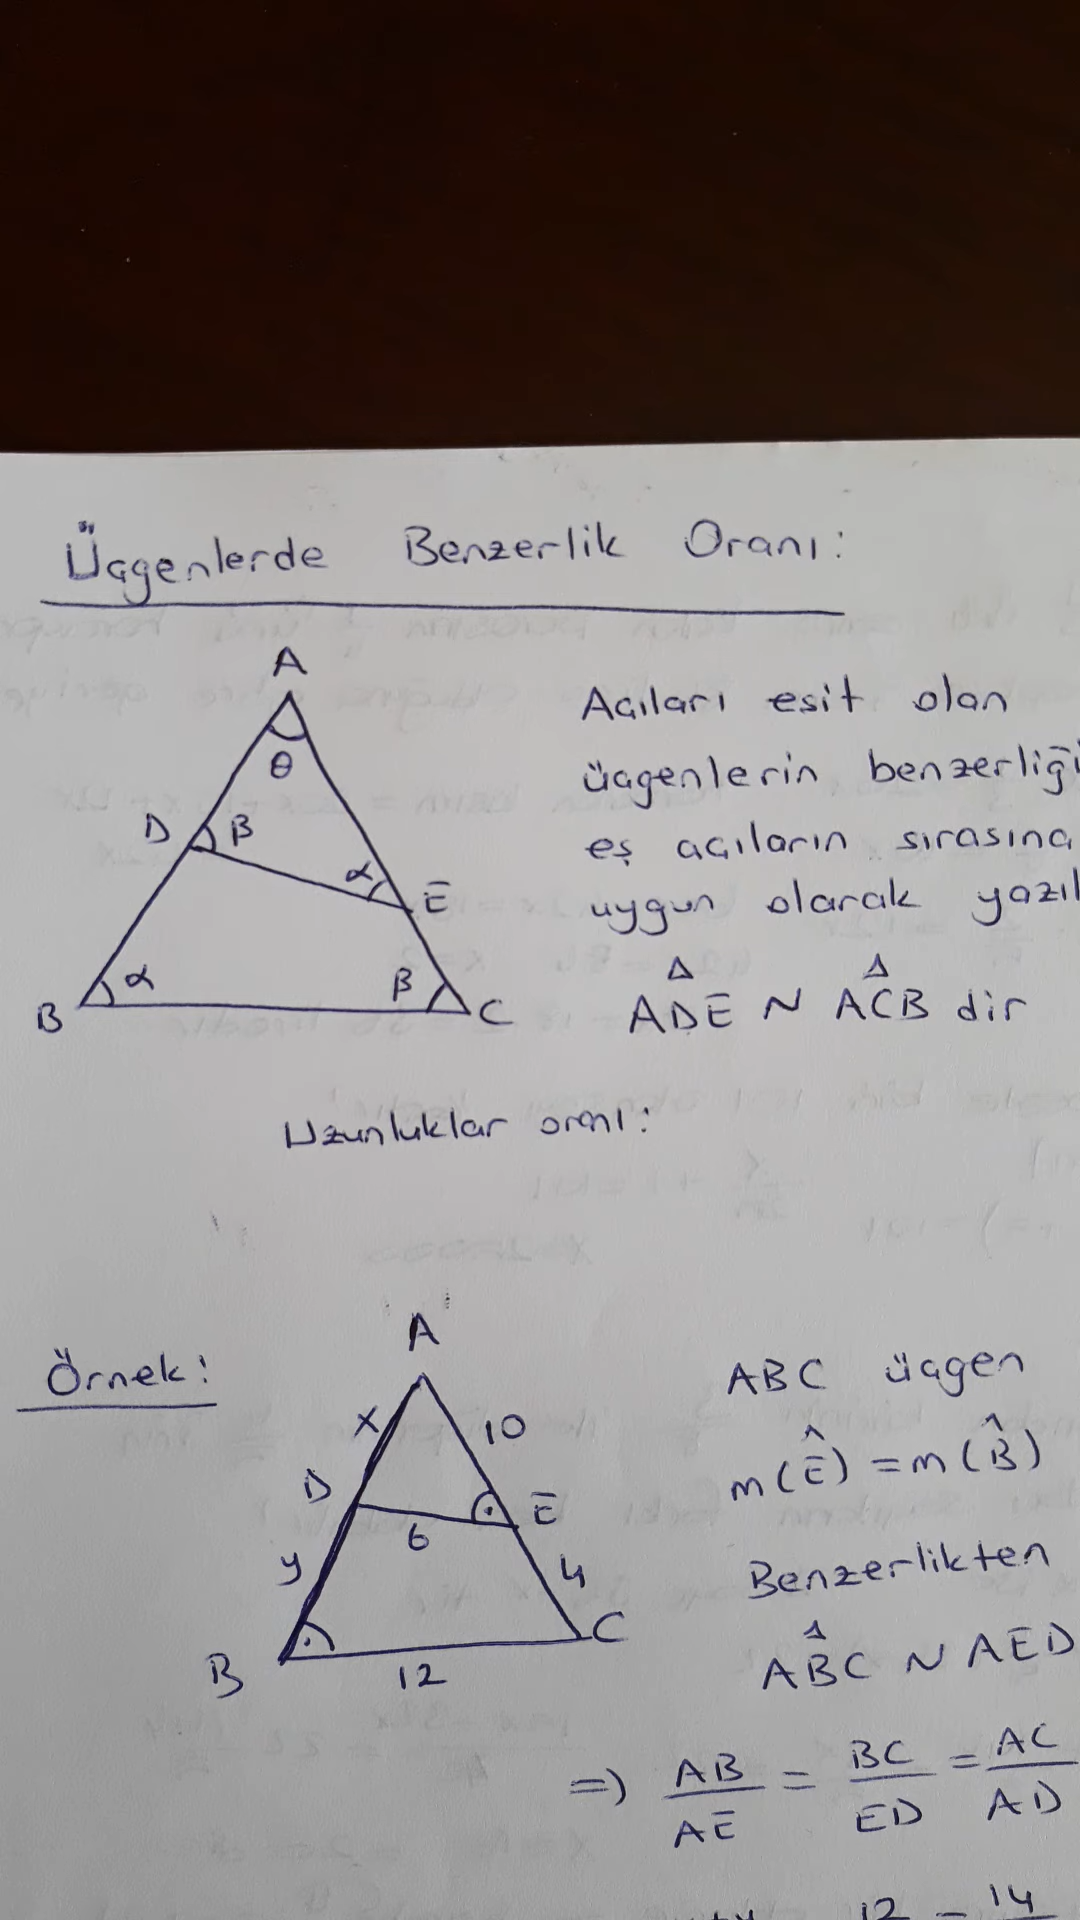 Üçgenlerde Benzerlik Oranı:
A
θ
D β
α E
B α
β C
Açıları esit olan
üçgenlerin benzerliği
eş açıların sırasına
uygun olarak yazıl
Δ Δ
ADE ~ ACB dir
Uzunluklar oranı:
Örnek:
A
x 10
D E
6
y 4
B C
12
ABC üçgen
m(Ê) = m(B̂)
Benzerlikten
Δ
ABC ~ AED
=> AB/AE = BC/ED = AC/AD
12 = 14